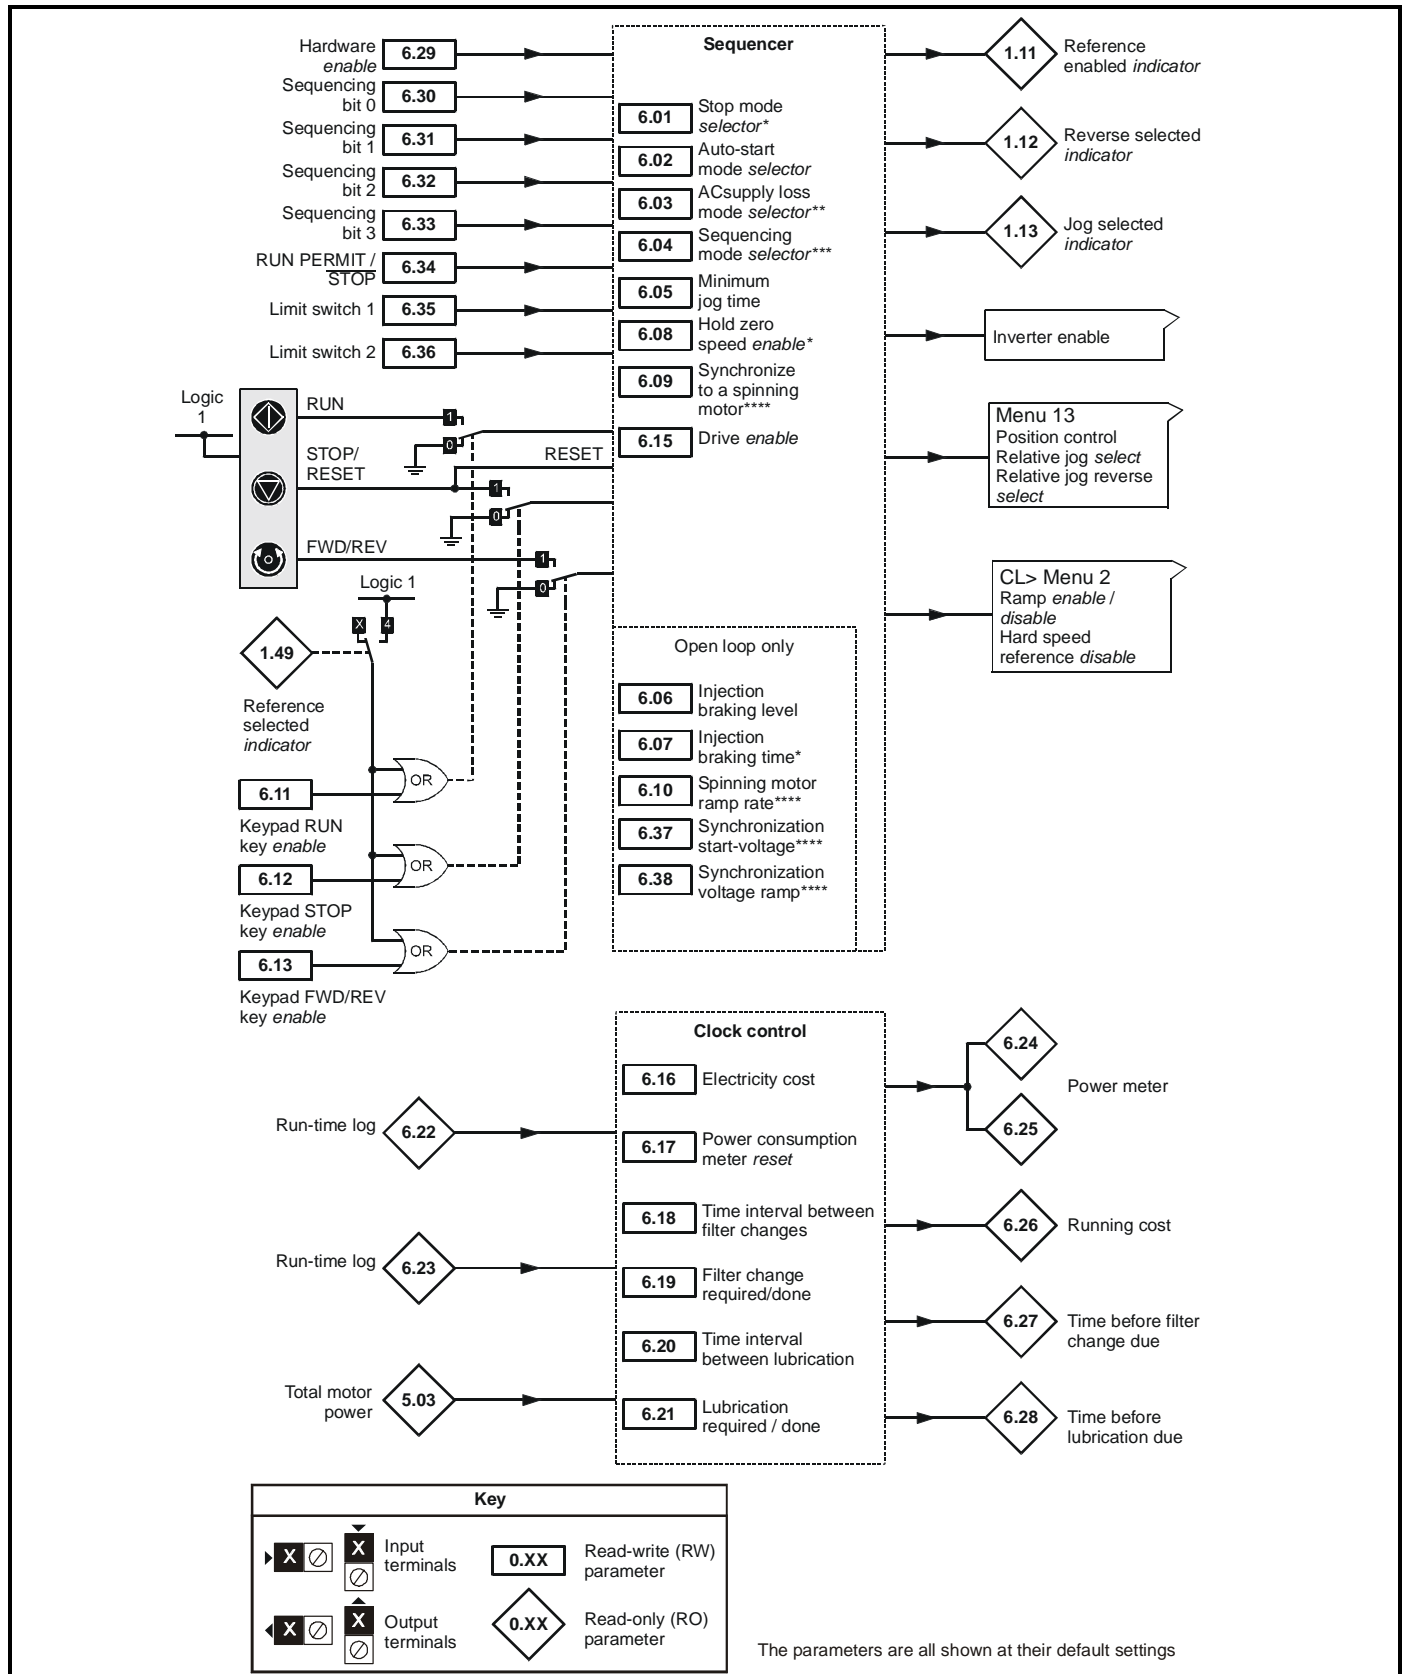 Hardware
enable
6.29
Sequencing
bit 0
6.30
Sequencing
bit 1
6.31
Sequencing
bit 2
6.32
Sequencing
bit 3
6.33
RUN PERMIT /
STOP
6.34
Limit switch 1
6.35
Limit switch 2
6.36
Logic
1
RUN
1
0
STOP/
RESET
RESET
1
0
FWD/REV
1
0
Logic 1
X 4
1.49
Reference
selected
indicator
OR
6.11
Keypad RUN
key enable
OR
6.12
Keypad STOP
key enable
OR
6.13
Keypad FWD/REV
key enable
Sequencer
6.01
Stop mode
selector*
6.02
Auto-start
mode selector
6.03
ACsupply loss
mode selector**
6.04
Sequencing
mode selector***
6.05
Minimum
jog time
6.08
Hold zero
speed enable*
6.09
Synchronize
to a spinning
motor****
6.15
Drive enable
Open loop only
6.06
Injection
braking level
6.07
Injection
braking time*
6.10
Spinning motor
ramp rate****
6.37
Synchronization
start-voltage****
6.38
Synchronization
voltage ramp****
1.11
Reference
enabled indicator
1.12
Reverse selected
indicator
1.13
Jog selected
indicator
Inverter enable
Menu 13
Position control
Relative jog select
Relative jog reverse
select
CL> Menu 2
Ramp enable /
disable
Hard speed
reference disable
Clock control
Run-time log
6.22
Run-time log
6.23
Total motor
power
5.03
6.16
Electricity cost
6.17
Power consumption
meter reset
6.18
Time interval between
filter changes
6.19
Filter change
required/done
6.20
Time interval
between lubrication
6.21
Lubrication
required / done
6.24
Power meter
6.25
6.26
Running cost
6.27
Time before filter
change due
6.28
Time before
lubrication due
Key
X
X
Input
terminals
0.XX
Read-write (RW)
parameter
X
X
Output
terminals
0.XX
Read-only (RO)
parameter
The parameters are all shown at their default settings